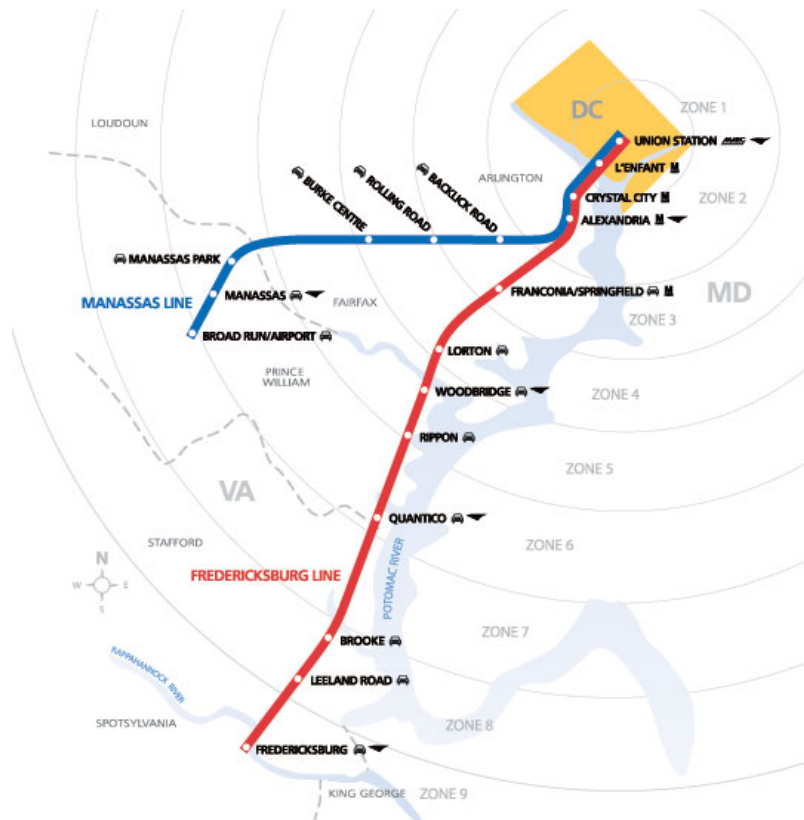 DC
ZONE 1
LOUDOUN
UNION STATION
L'ENFANT
ARLINGTON
BACKLICK ROAD
ROLLING ROAD
BURKE CENTRE
CRYSTAL CITY
ZONE 2
ALEXANDRIA
MANASSAS PARK
FRANCONIA/SPRINGFIELD
MD
MANASSAS LINE
MANASSAS
FAIRFAX
ZONE 3
BROAD RUN/AIRPORT
LORTON
PRINCE
WILLIAM
WOODBRIDGE
ZONE 4
RIPPON
ZONE 5
VA
QUANTICO
STAFFORD
ZONE 6
N
W
E
S
FREDERICKSBURG LINE
POTOMAC RIVER
BROOKE
ZONE 7
RAPPAHANNOCK
RIVER
LEELAND ROAD
SPOTSYLVANIA
ZONE 8
FREDERICKSBURG
KING GEORGE
ZONE 9